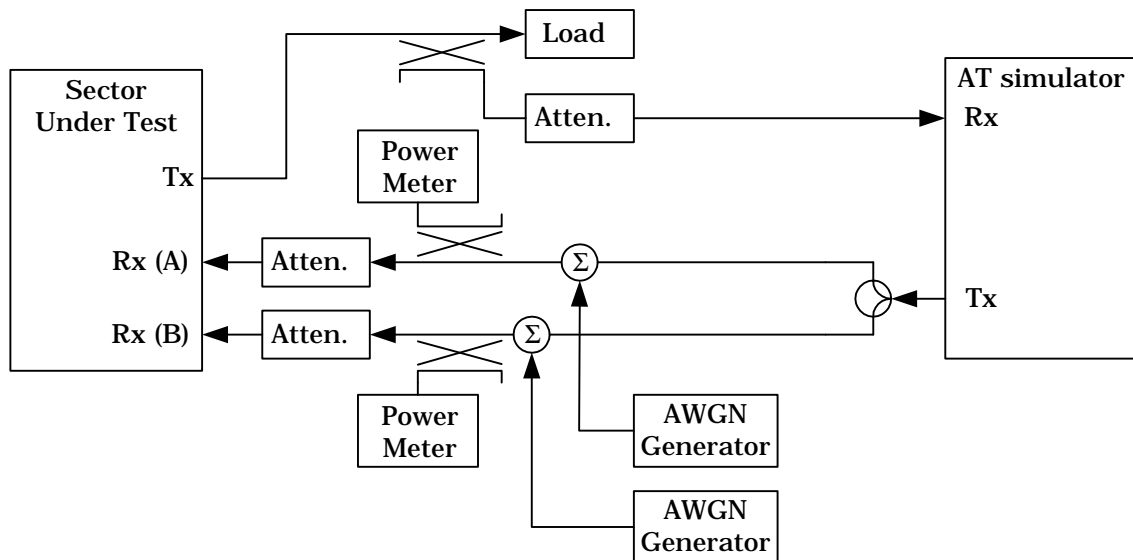 Load
Sector
Under Test
AT simulator
Atten.
Rx
Power
Meter
Tx
Rx (A)
Atten.
Σ
Tx
Rx (B)
Atten.
Σ
Power
Meter
AWGN
Generator
AWGN
Generator